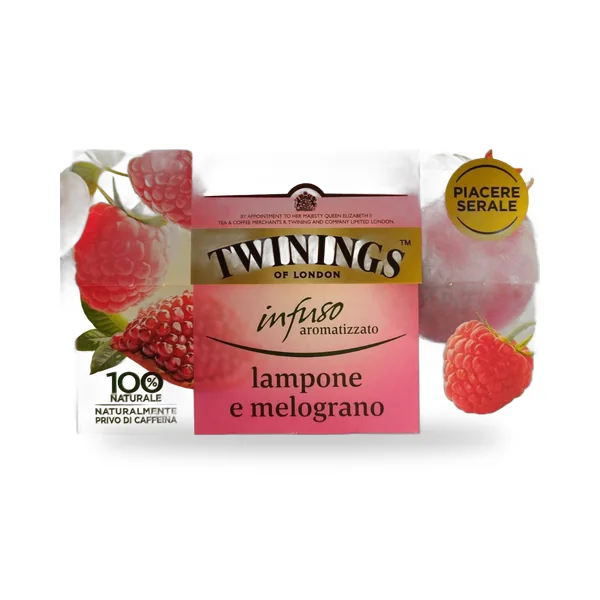 PIACERE
SERALE
BY APPOINTMENT TO HER MAJESTY QUEEN ELIZABETH II
TEA & COFFEE MERCHANTS R TWINING AND COMPANY LIMITED LONDON.
TWININGS™
OF LONDON
infuso
aromatizzato
lampone
e melograno
100%
NATURALE
NATURALMENTE
PRIVO DI CAFFEINA